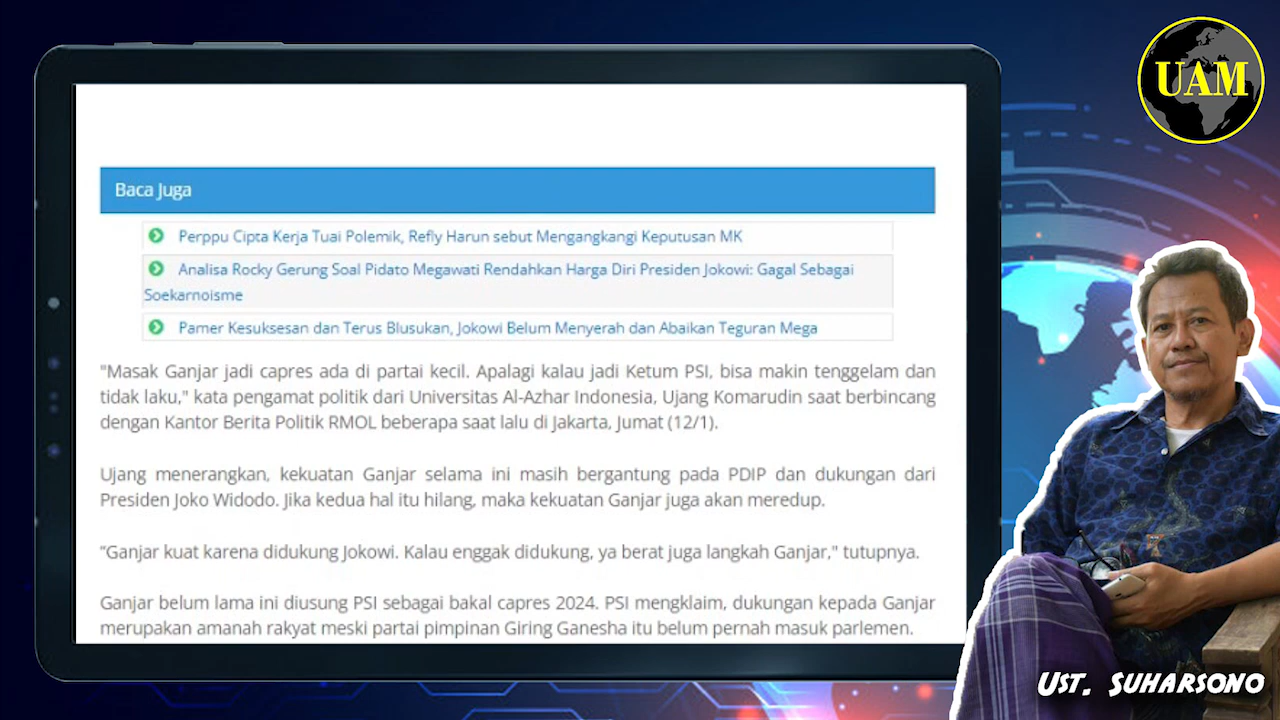 UAM
Baca Juga
Perppu Cipta Kerja Tuai Polemik, Refly Harun sebut Mengangkangi Keputusan MK
Analisa Rocky Gerung Soal Pidato Megawati Rendahkan Harga Diri Presiden Jokowi: Gagal Sebagai
Soekarnoisme
Pamer Kesuksesan dan Terus Blusukan, Jokowi Belum Menyerah dan Abaikan Teguran Mega
"Masak Ganjar jadi capres ada di partai kecil. Apalagi kalau jadi Ketum PSI, bisa makin tenggelam dan
tidak laku," kata pengamat politik dari Universitas Al-Azhar Indonesia, Ujang Komarudin saat berbincang
dengan Kantor Berita Politik RMOL beberapa saat lalu di Jakarta, Jumat (12/1).
Ujang menerangkan, kekuatan Ganjar selama ini masih bergantung pada PDIP dan dukungan dari
Presiden Joko Widodo. Jika kedua hal itu hilang, maka kekuatan Ganjar juga akan meredup.
"Ganjar kuat karena didukung Jokowi. Kalau enggak didukung, ya berat juga langkah Ganjar," tutupnya.
Ganjar belum lama ini diusung PSI sebagai bakal capres 2024. PSI mengklaim, dukungan kepada Ganjar
merupakan amanah rakyat meski partai pimpinan Giring Ganesha itu belum pernah masuk parlemen.
UST. SUHARSONO